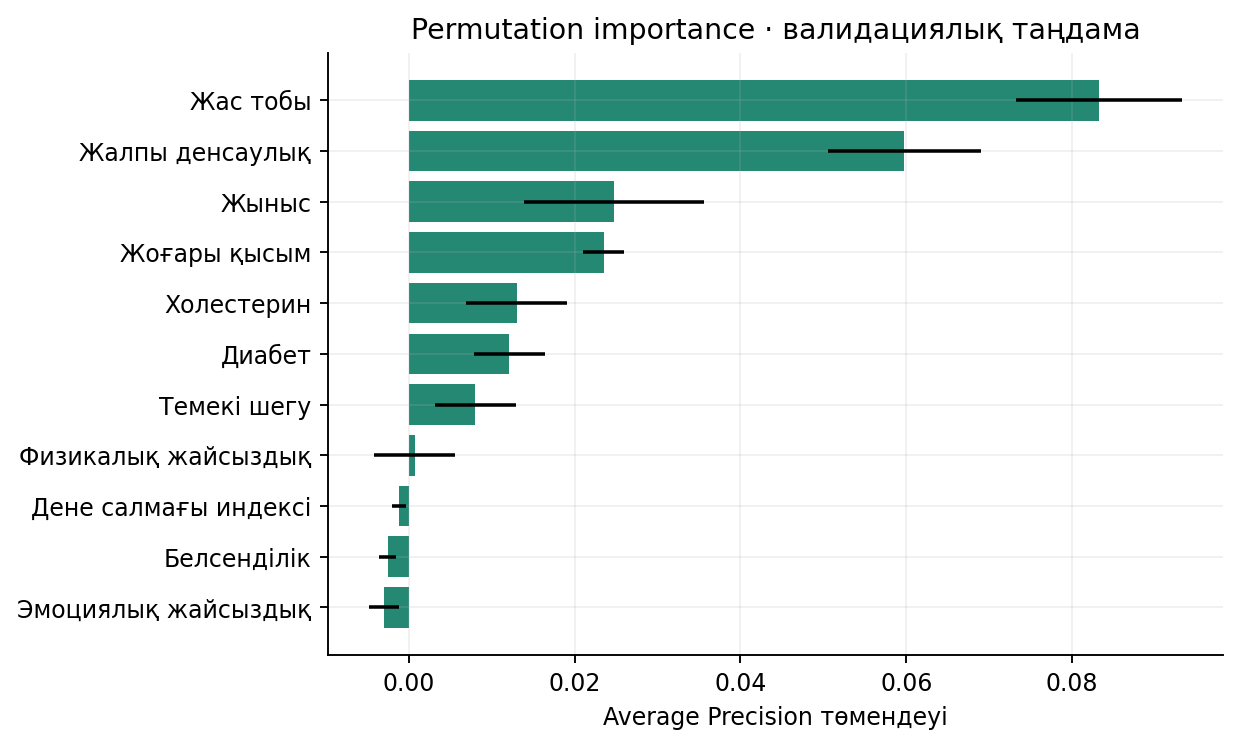 Permutation importance · валидациялық таңдама
Жас тобы
Жалпы денсаулық
Жыныс
Жоғары қысым
Холестерин
Диабет
Темекі шегу
Физикалық жайсыздық
Дене салмағы индексі
Белсенділік
Эмоциялық жайсыздық
0.00 0.02 0.04 0.06 0.08
Average Precision төмендеуі